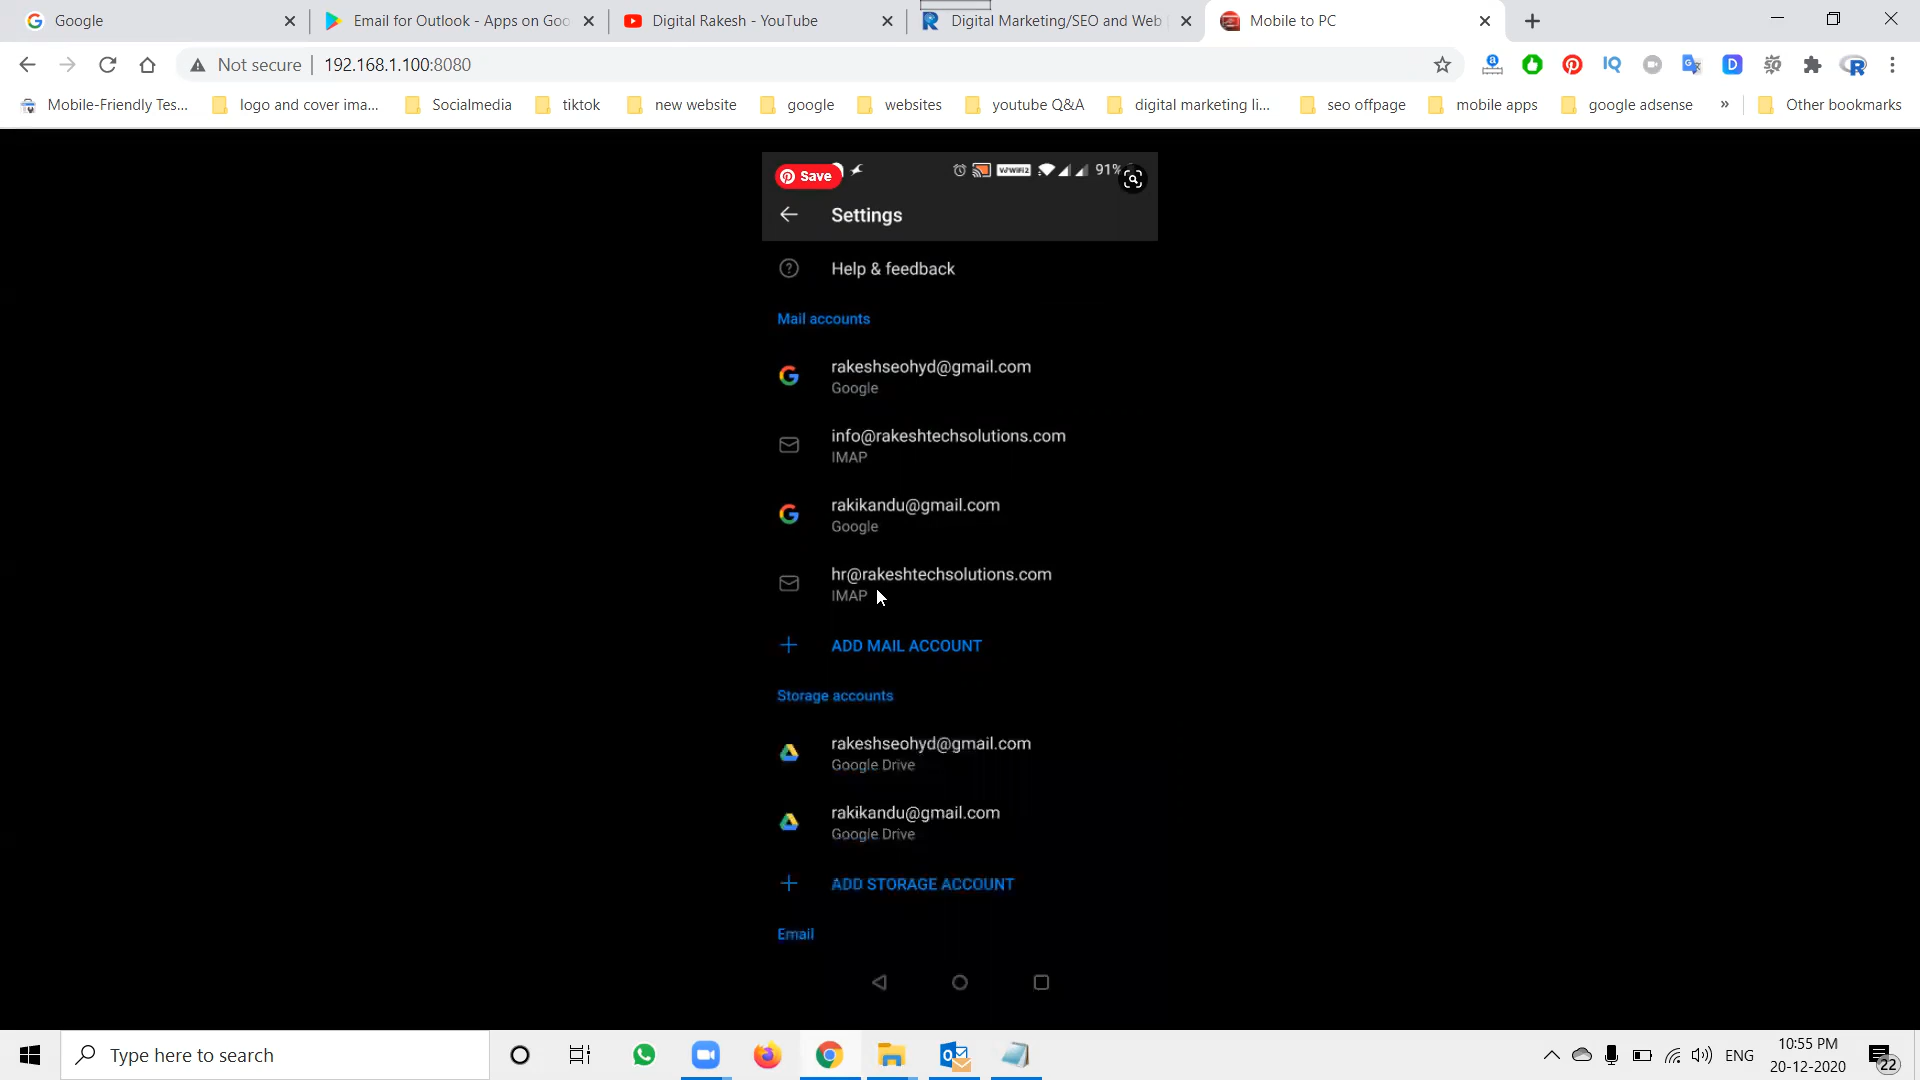 Google
Email for Outlook - Apps on Goo
Digital Rakesh - YouTube
Digital Marketing/SEO and Web
Mobile to PC
Not secure
192.168.1.100:8080
Mobile-Friendly Tes...
logo and cover ima...
Socialmedia
tiktok
new website
google
websites
youtube Q&A
digital marketing li...
seo offpage
mobile apps
google adsense
»
Other bookmarks
Save
91%
Settings
Help & feedback
Mail accounts
rakeshseohyd@gmail.com
Google
info@rakeshtechsolutions.com
IMAP
rakikandu@gmail.com
Google
hr@rakeshtechsolutions.com
IMAP
ADD MAIL ACCOUNT
Storage accounts
rakeshseohyd@gmail.com
Google Drive
rakikandu@gmail.com
Google Drive
ADD STORAGE ACCOUNT
Email
Type here to search
ENG
10:55 PM
20-12-2020
22